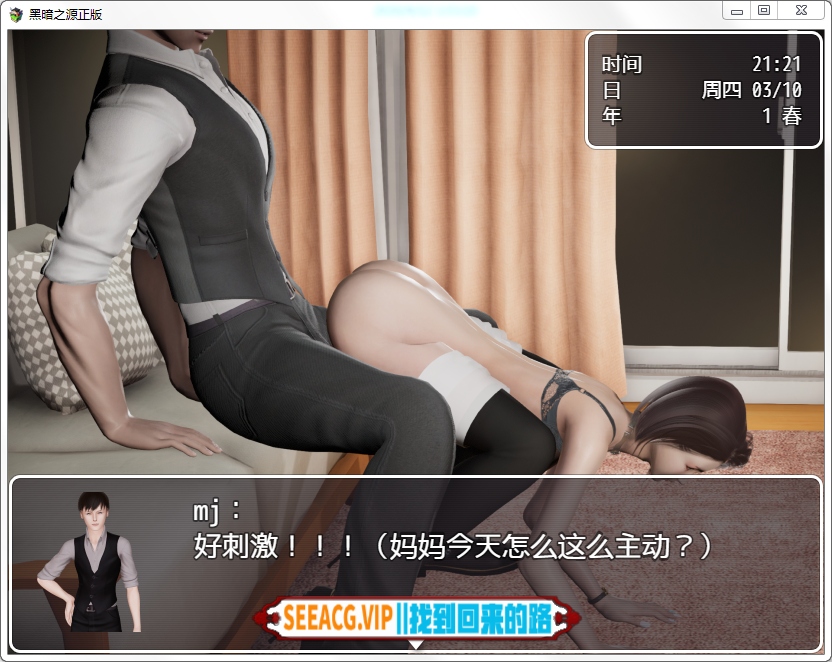 黑暗之源正版
时间 21:21
日 周四 03/10
年 1 春
mj：
好刺激！！！（妈妈今天怎么这么主动？）
SEEACG.VIP||找到回来的路